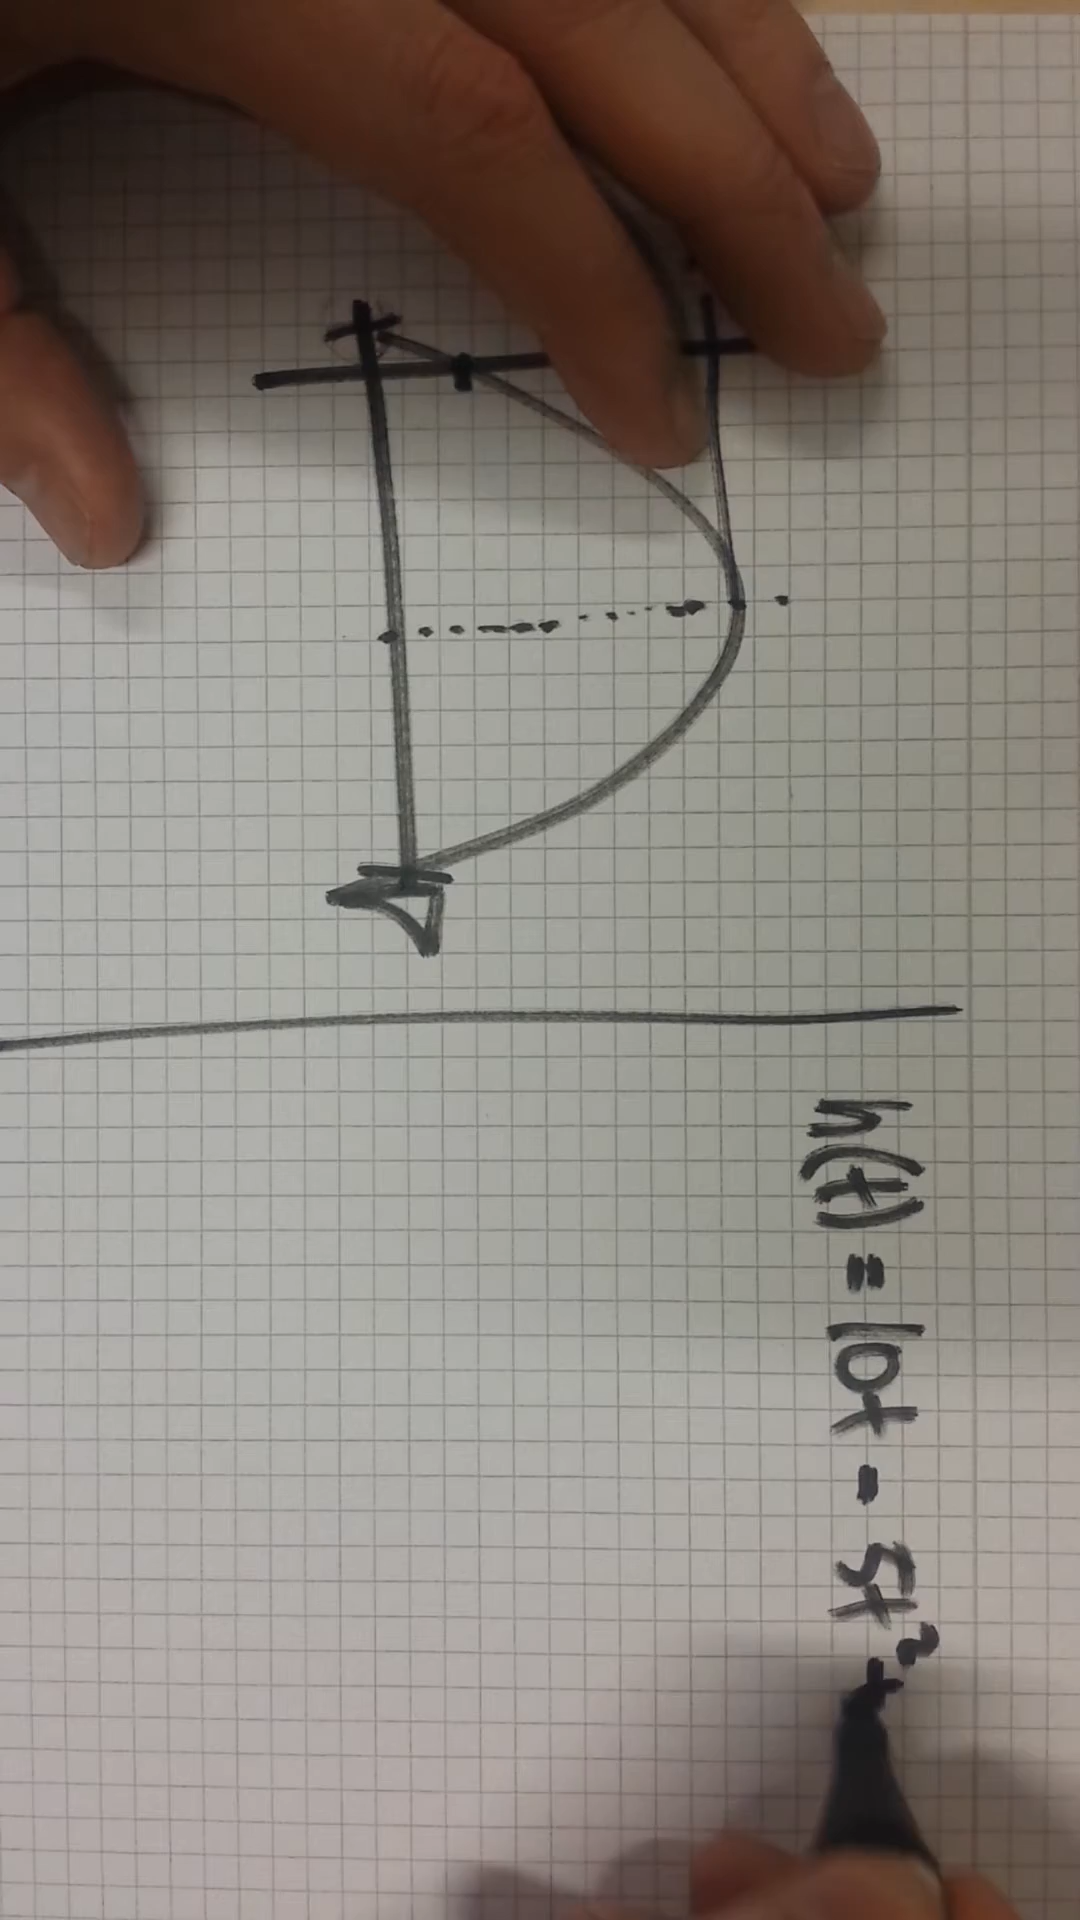 h(t) = 10t - 5t² +